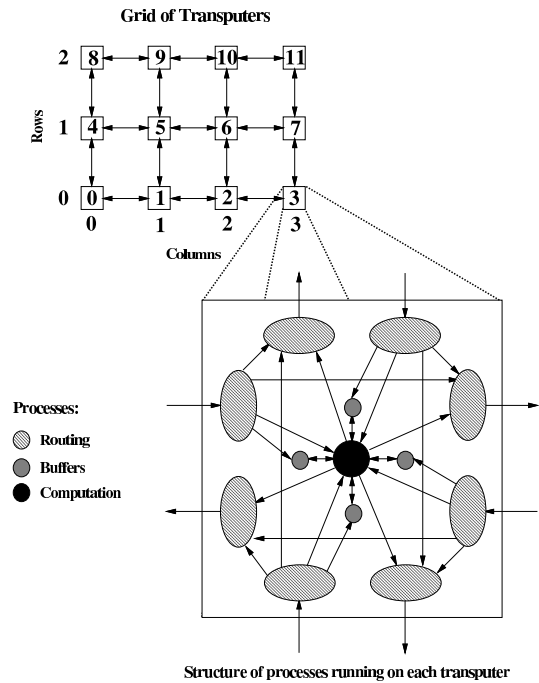 Grid of Transputers
2 8 9 10 11
Rows
1 4 5 6 7
0 0 1 2 3
0 1 2 3
Columns
Processes:
Routing
Buffers
Computation
Structure of processes running on each transputer